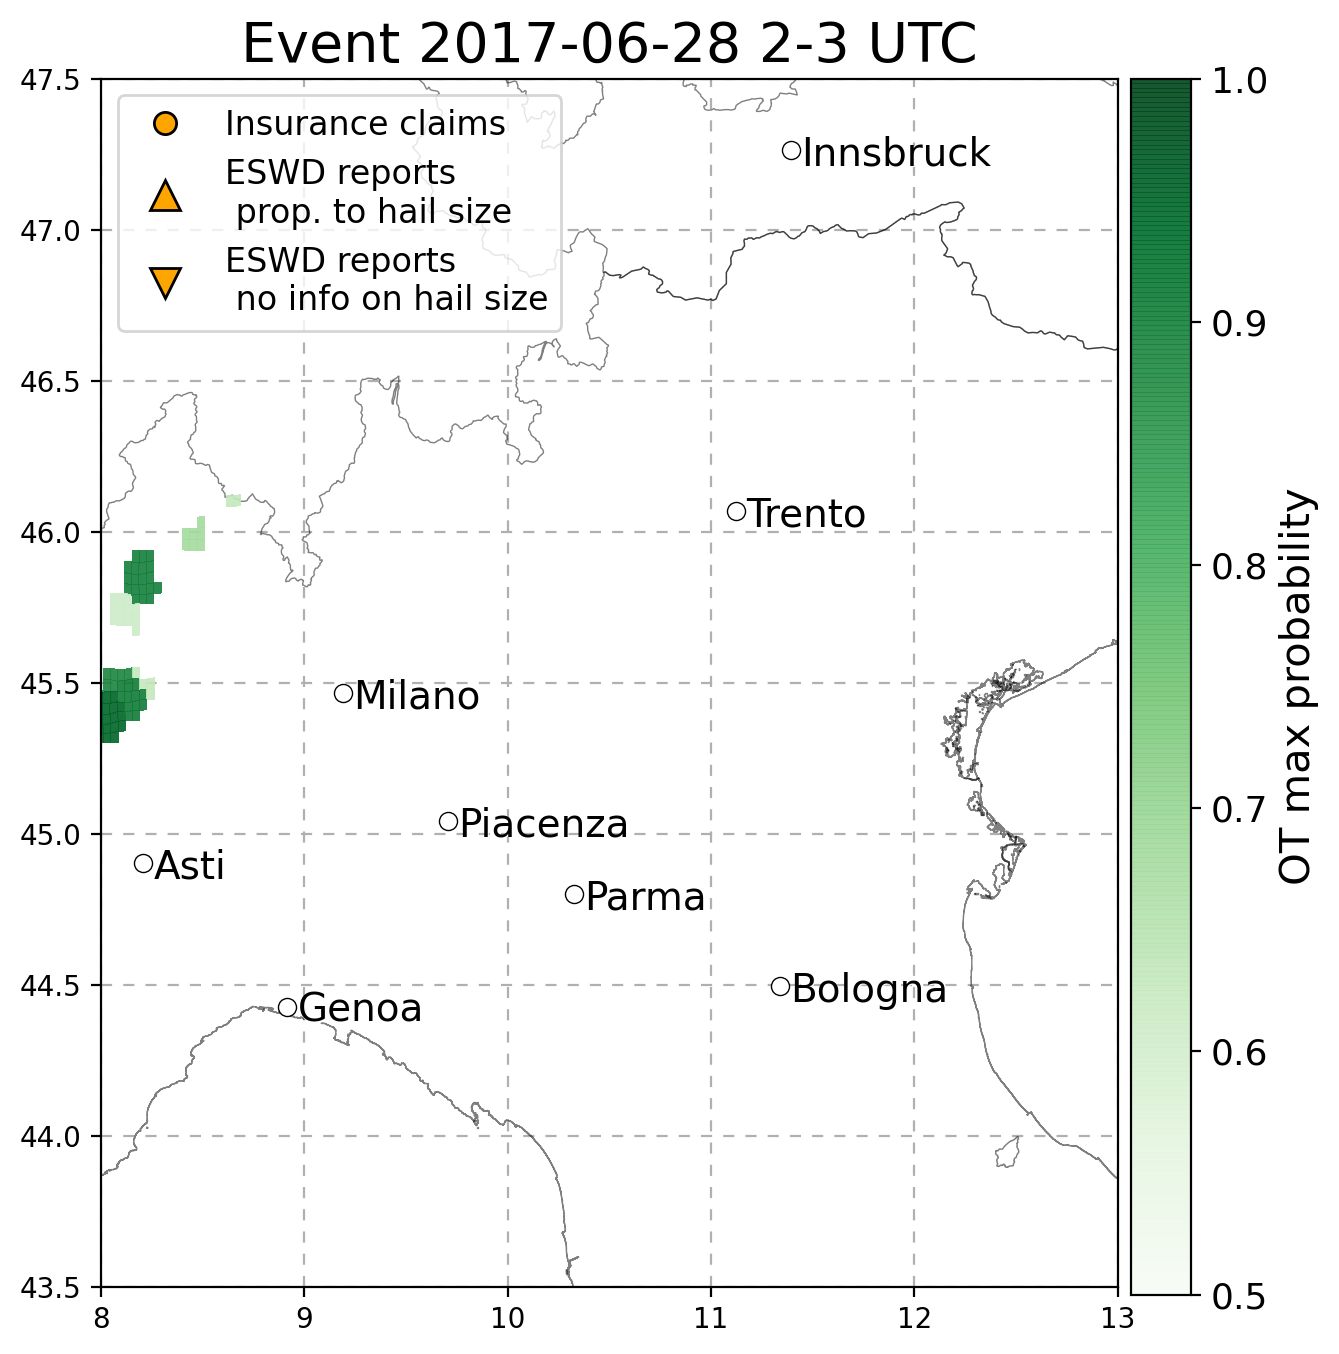 Event 2017-06-28 2-3 UTC
47.5
47.0
46.5
46.0
45.5
45.0
44.5
44.0
43.5
8
9
10
11
12
13
Insurance claims
ESWD reports
prop. to hail size
ESWD reports
no info on hail size
Innsbruck
Trento
Milano
Piacenza
Asti
Parma
Bologna
Genoa
1.0
0.9
0.8
0.7
0.6
0.5
OT max probability